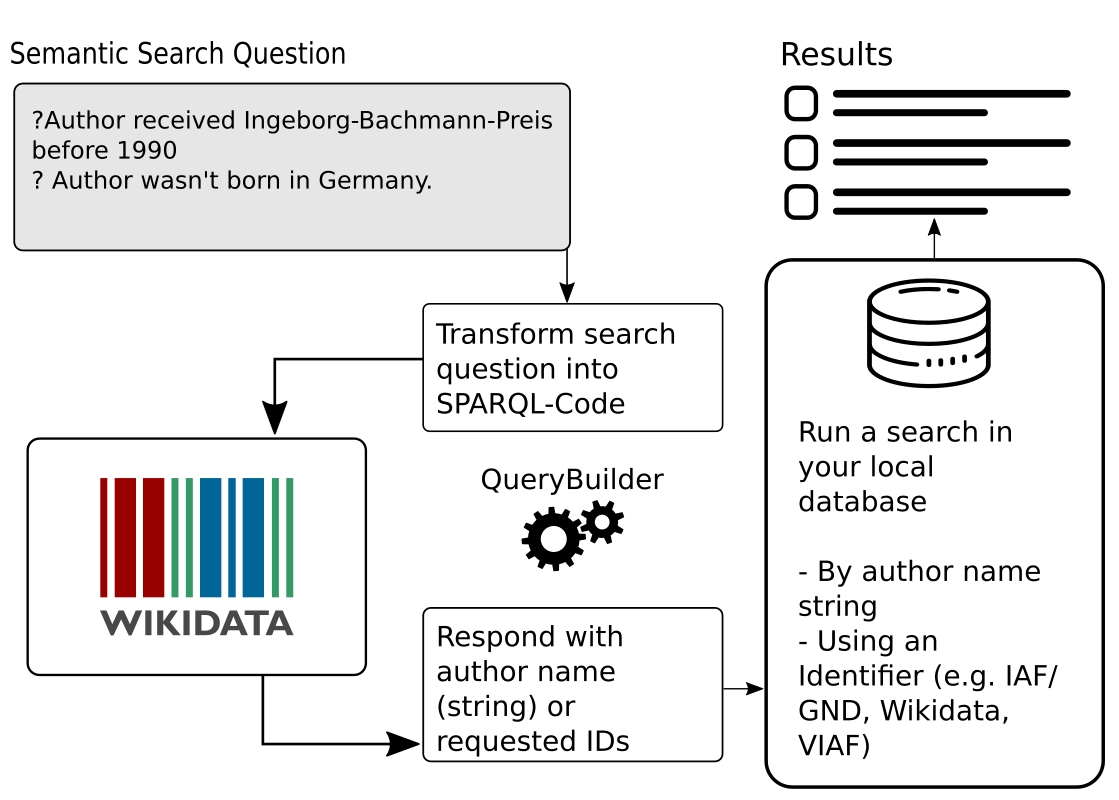 Semantic Search Question
?Author received Ingeborg-Bachmann-Preis
before 1990
? Author wasn't born in Germany.
Transform search
question into
SPARQL-Code
WIKIDATA
QueryBuilder
Respond with
author name
(string) or
requested IDs
Results
Run a search in
your local
database
- By author name
string
- Using an
Identifier (e.g. IAF/
GND, Wikidata,
VIAF)